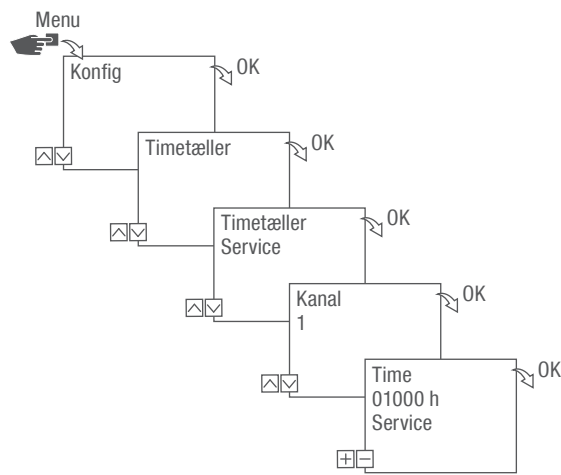 Menu
Konfig
OK
Timetæller
OK
Timetæller
Service
OK
Kanal
1
OK
Time
01000 h
Service
OK
+ −